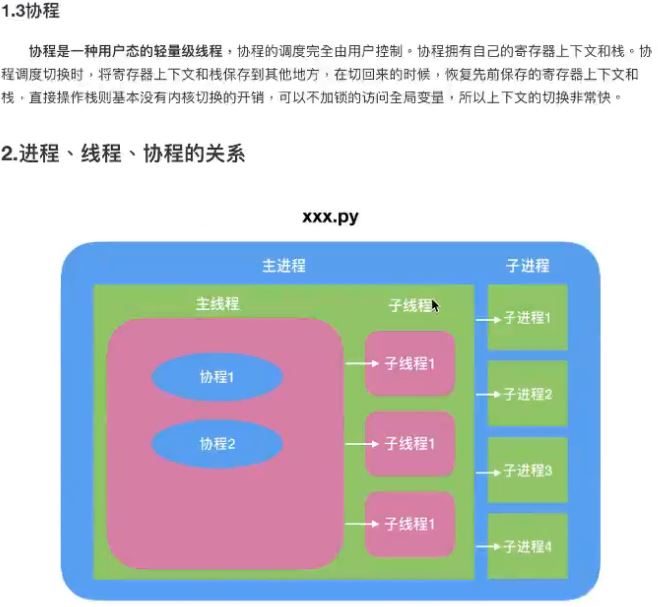 1.3协程
协程是一种用户态的轻量级线程，协程的调度完全由用户控制。协程拥有自己的寄存器上下文和栈。协
程调度切换时，将寄存器上下文和栈保存到其他地方，在切回来的时候，恢复先前保存的寄存器上下文和
栈，直接操作栈则基本没有内核切换的开销，可以不加锁的访问全局变量，所以上下文的切换非常快。
2.进程、线程、协程的关系
xxx.py
主进程
子进程
主线程
子线程
协程1
协程2
子线程1
子线程1
子线程1
子进程1
子进程2
子进程3
子进程4